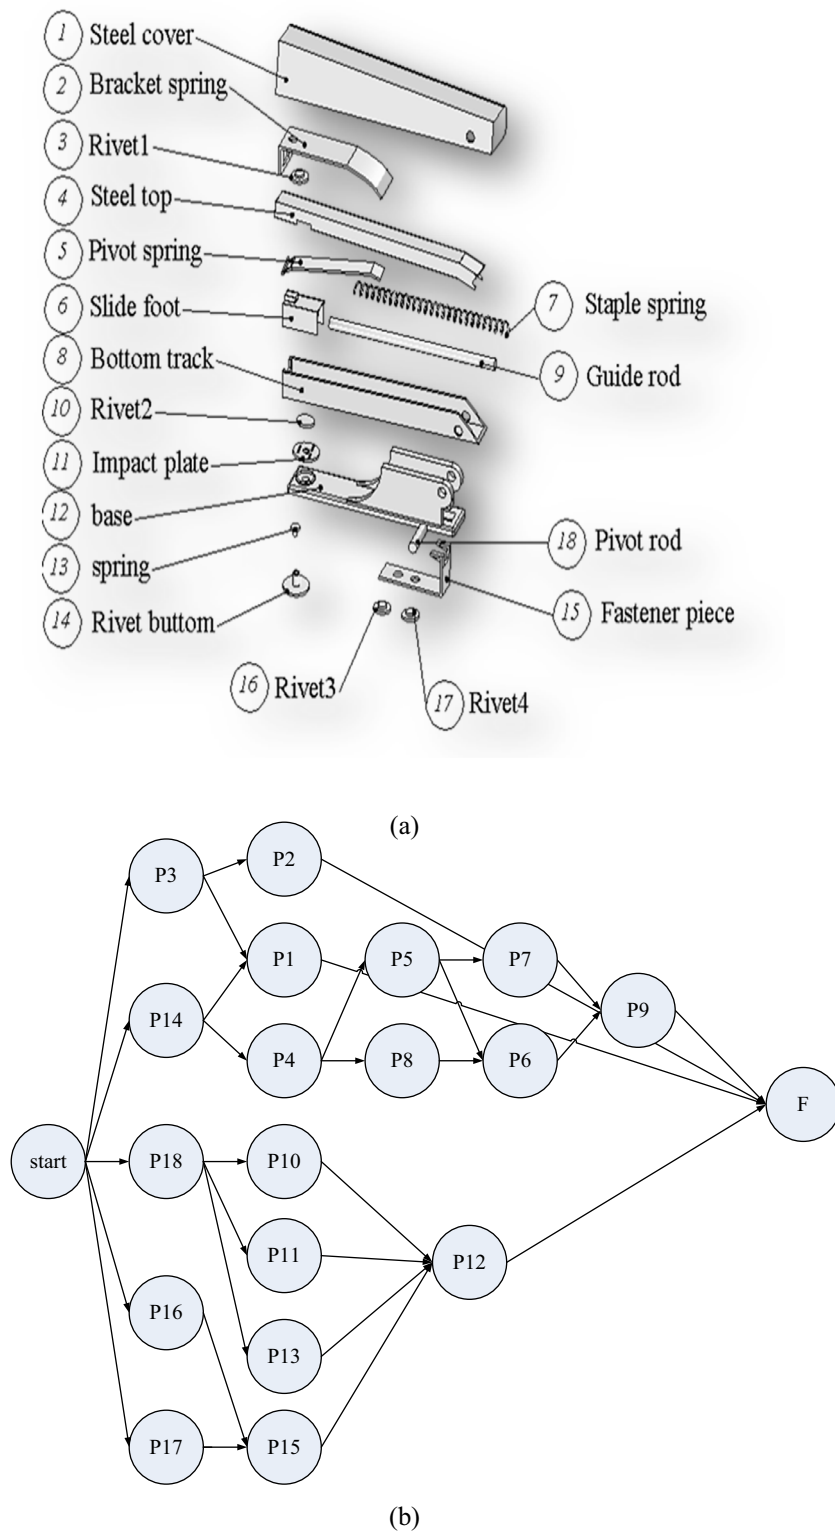 1 Steel cover
2 Bracket spring
3 Rivet1
4 Steel top
5 Pivot spring
6 Slide foot
7 Staple spring
8 Bottom track
9 Guide rod
10 Rivet2
11 Impact plate
12 base
18 Pivot rod
13 spring
14 Rivet buttom
15 Fastener piece
16 Rivet3
17 Rivet4
(a)
P3
P2
P1
P5
P7
P14
P9
P4
P8
P6
F
start
P18
P10
P11
P12
P16
P13
P17
P15
(b)